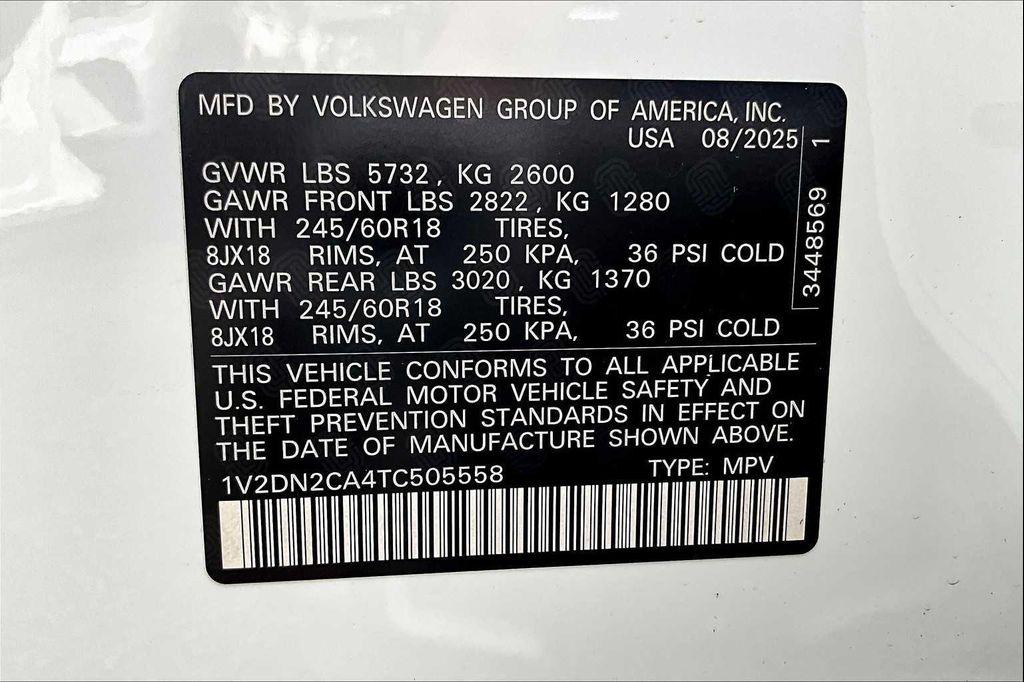 MFD BY VOLKSWAGEN GROUP OF AMERICA, INC.
USA 08/2025
GVWR LBS 5732, KG 2600
GAWR FRONT LBS 2822, KG 1280
WITH 245/60R18 TIRES,
8JX18 RIMS, AT 250 KPA, 36 PSI COLD
GAWR REAR LBS 3020, KG 1370
WITH 245/60R18 TIRES,
8JX18 RIMS, AT 250 KPA, 36 PSI COLD
3448569 1
THIS VEHICLE CONFORMS TO ALL APPLICABLE
U.S. FEDERAL MOTOR VEHICLE SAFETY AND
THEFT PREVENTION STANDARDS IN EFFECT ON
THE DATE OF MANUFACTURE SHOWN ABOVE.
1V2DN2CA4TC505558 TYPE: MPV